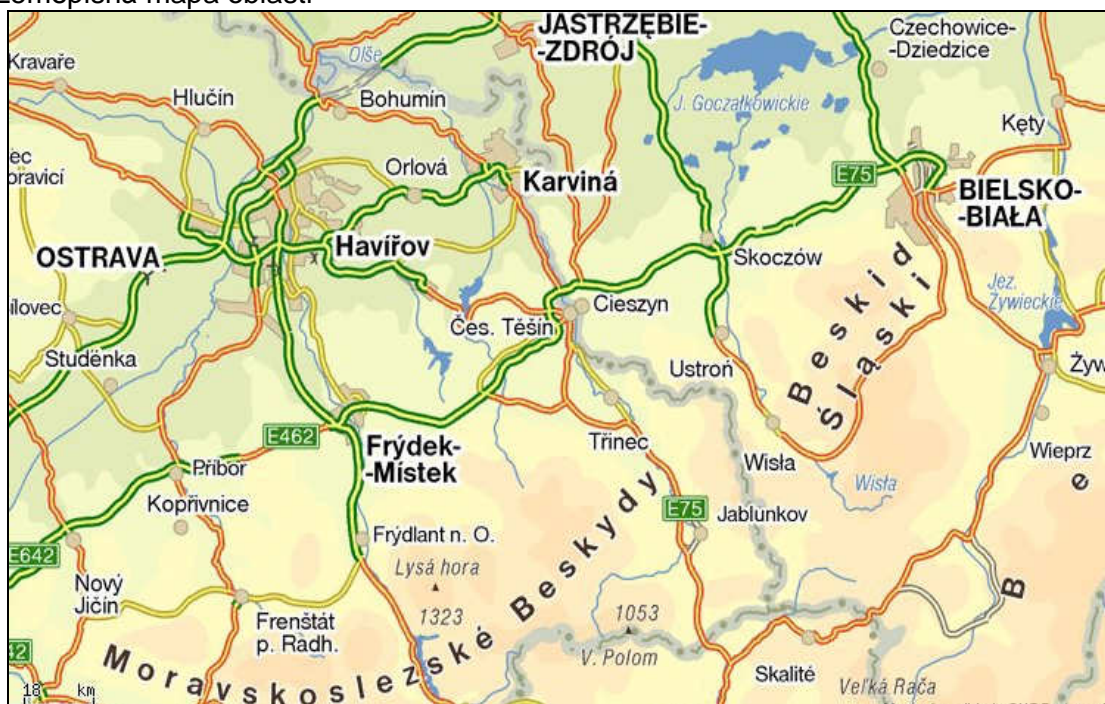 Zeměpisná mapa oblasti
JASTRZĘBIE-
-ZDRÓJ
Czechowice-
-Dziedzice
Olše
Kravaře
Hlučín
Bohumín
J. Goczałkowickie
Kęty
Orlová
Karviná
E75
BIELSKO-
-BIAŁA
OSTRAVA
Havířov
Skoczów
Beskid
Śląski
Jez.
Żywieckie
Cieszyn
Čes. Těšín
Studénka
Ustroń
E462
Frýdek-
-Místek
Třinec
Wisła
Wieprz
Příbor
Kopřivnice
Wisła
E75
Jablunkov
Frýdlant n. O.
E642
Lysá hora
1323
Nový
Jičín
Frenštát
p. Radh.
1053
V. Polom
Moravskoslezské Beskydy
Skalité
Veľká Rača
B
e
18 km